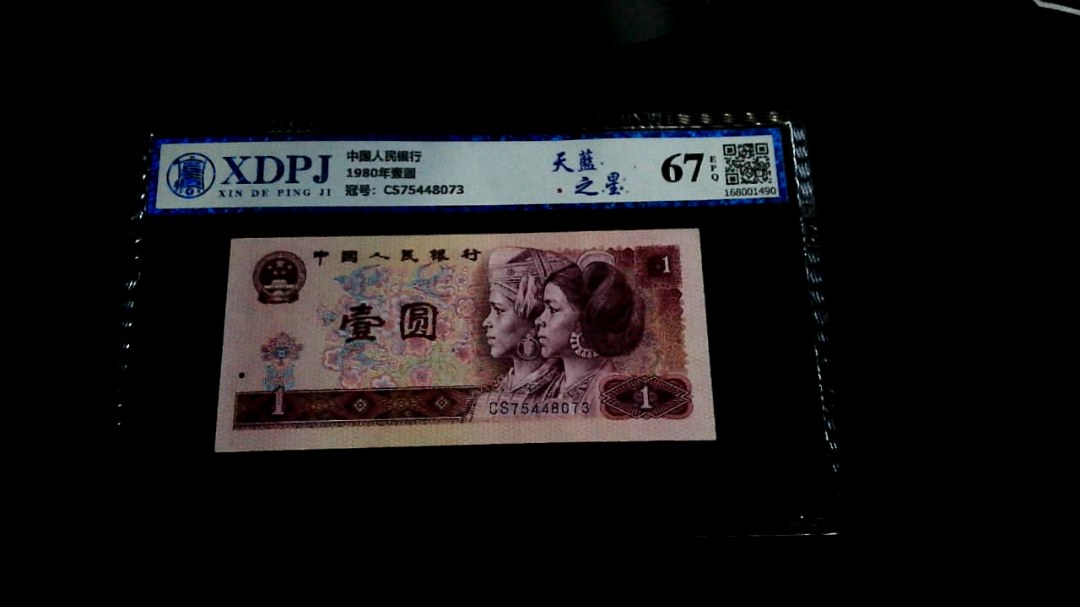 XDPJ
XIN DE PING JI
中国人民银行
1980年壹圆
冠号: CS75448073
天蓝
之星
67
EPQ
168001490
中国人民银行
1
壹圆
1
CS75448073
1